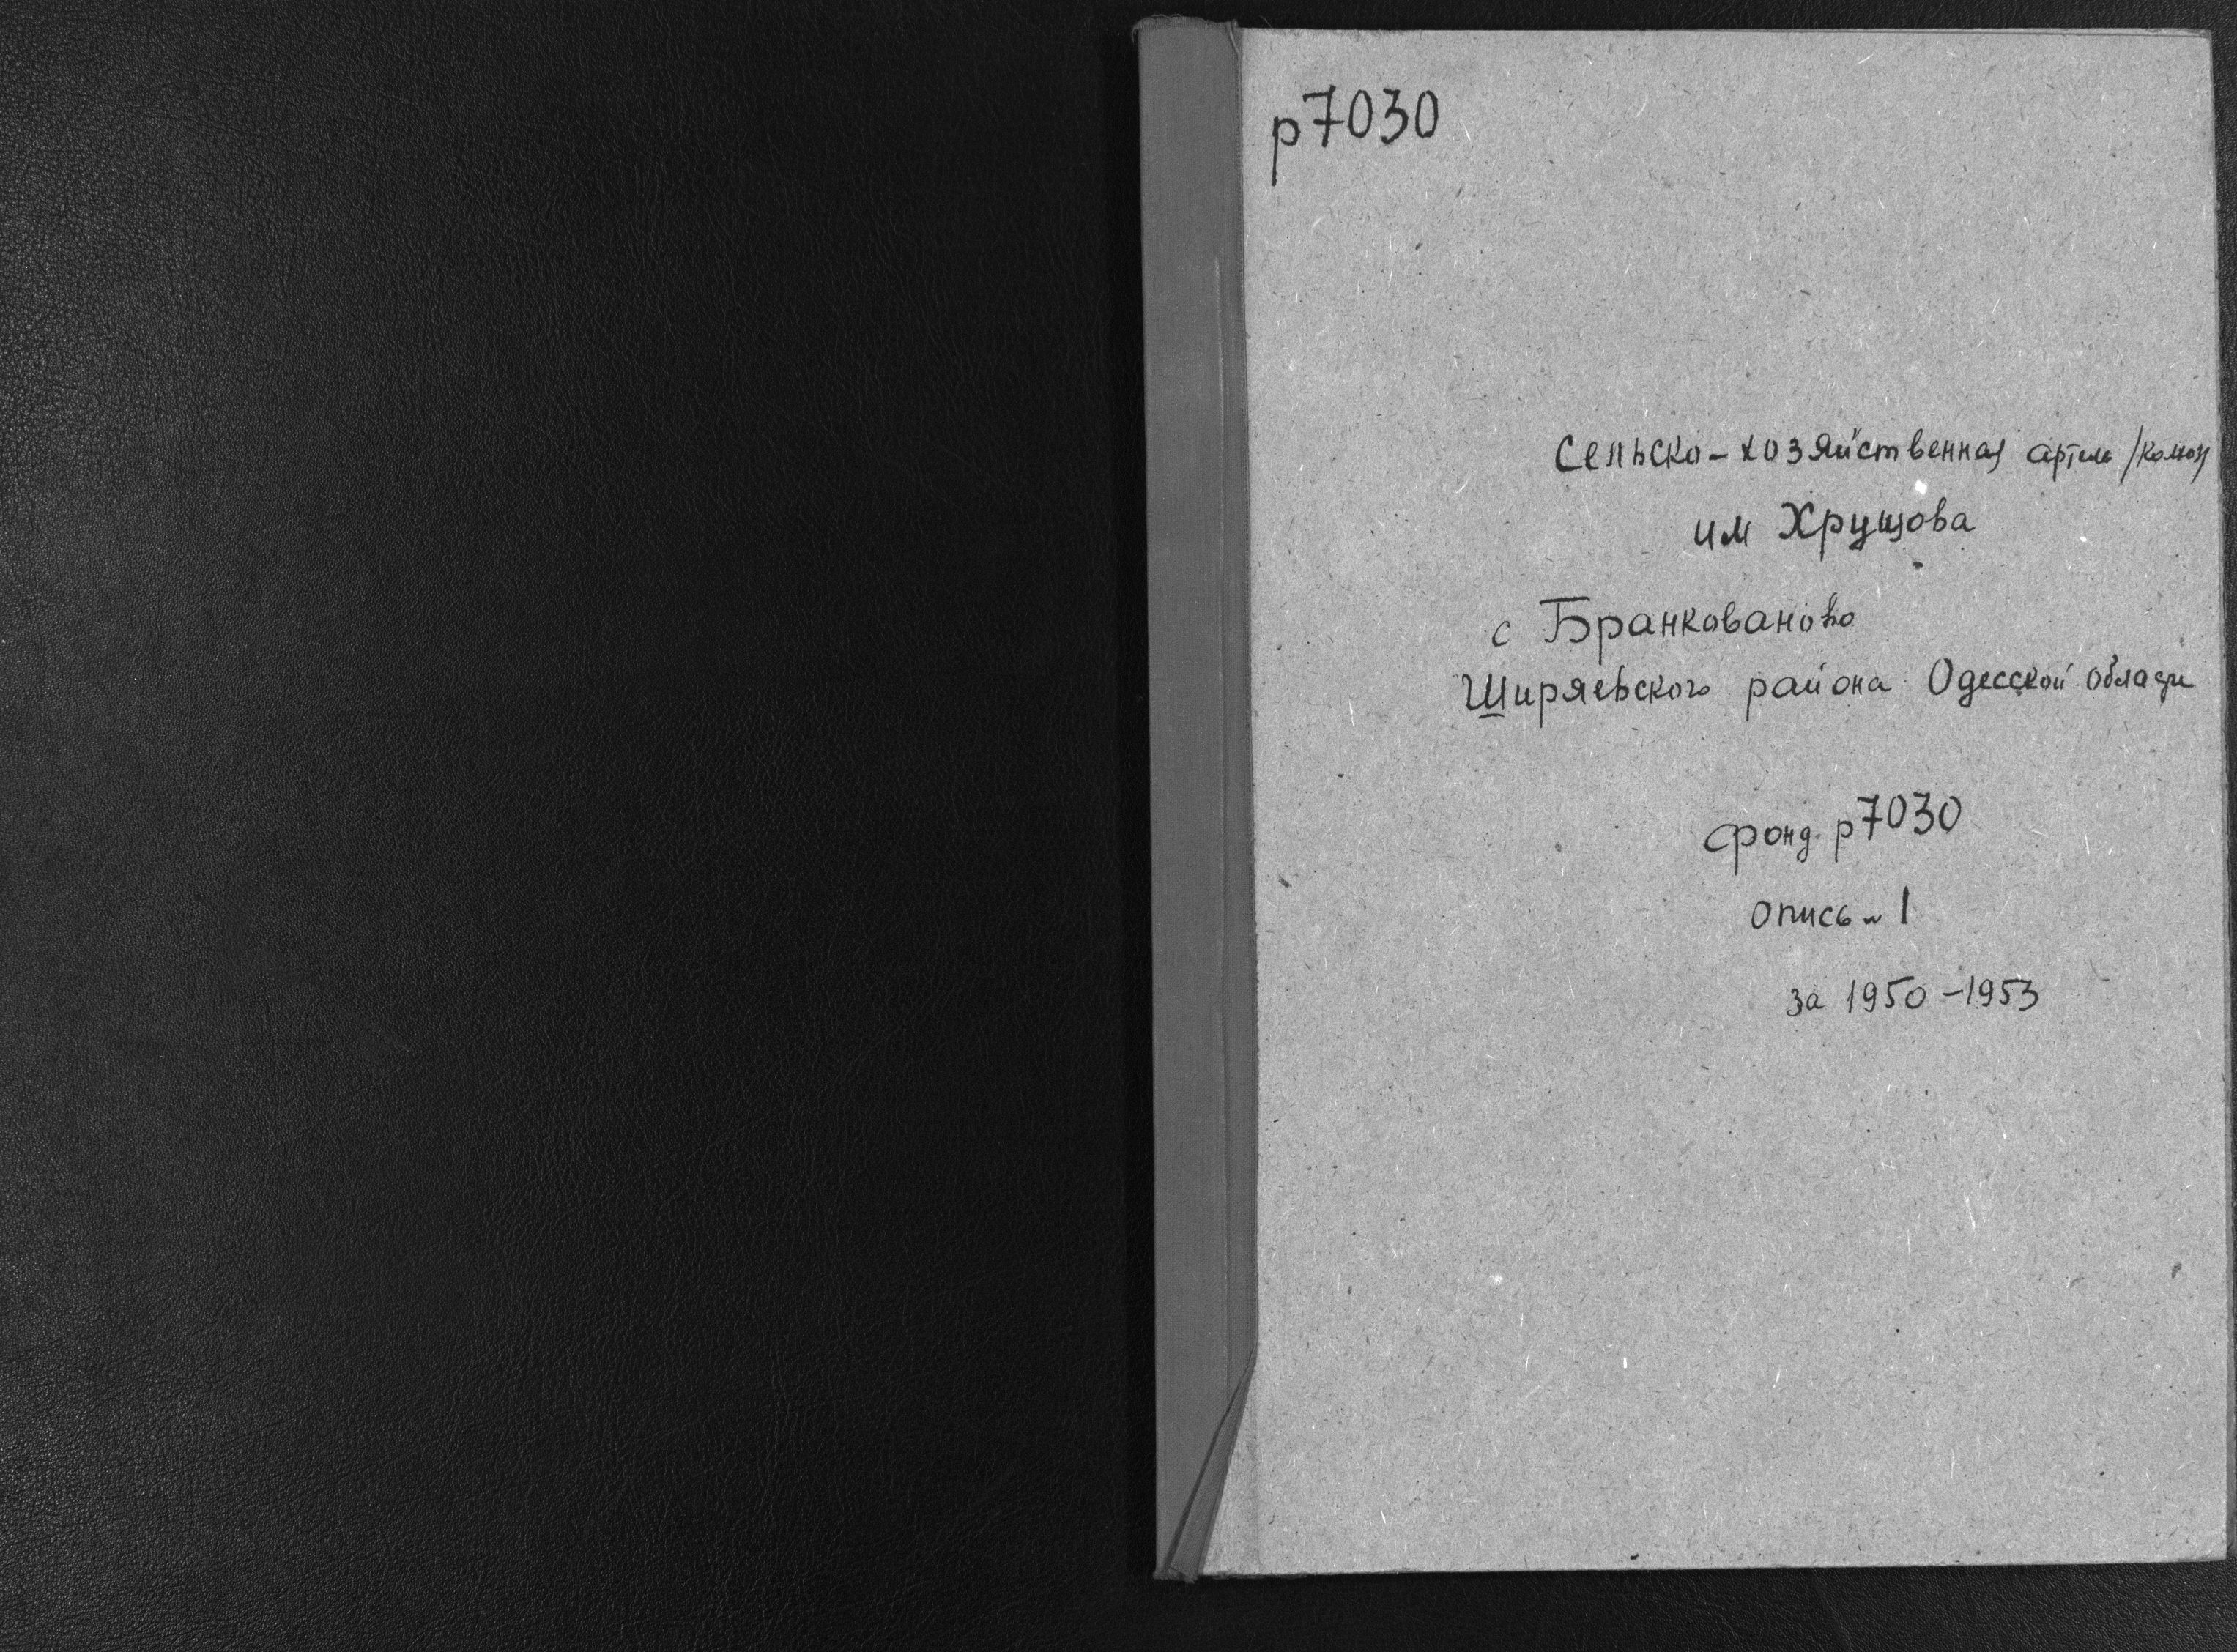 р7030
Сельско-хозяйственная артель /колхоз
им Хрущова
с Бранкованово
Ширяевского района Одесской области
фонд р7030
опись № 1
за 1950-1953